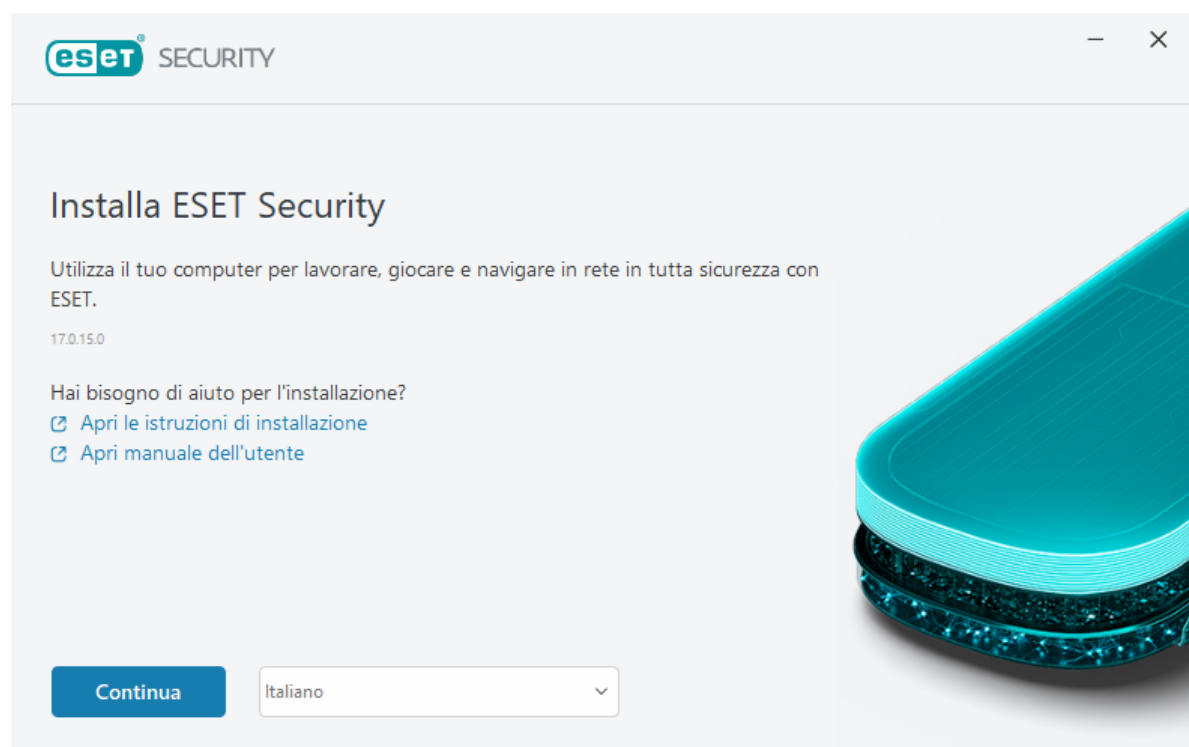 eset® SECURITY
Installa ESET Security
Utilizza il tuo computer per lavorare, giocare e navigare in rete in tutta sicurezza con
ESET.
17.0.15.0
Hai bisogno di aiuto per l'installazione?
Apri le istruzioni di installazione
Apri manuale dell'utente
Continua
Italiano